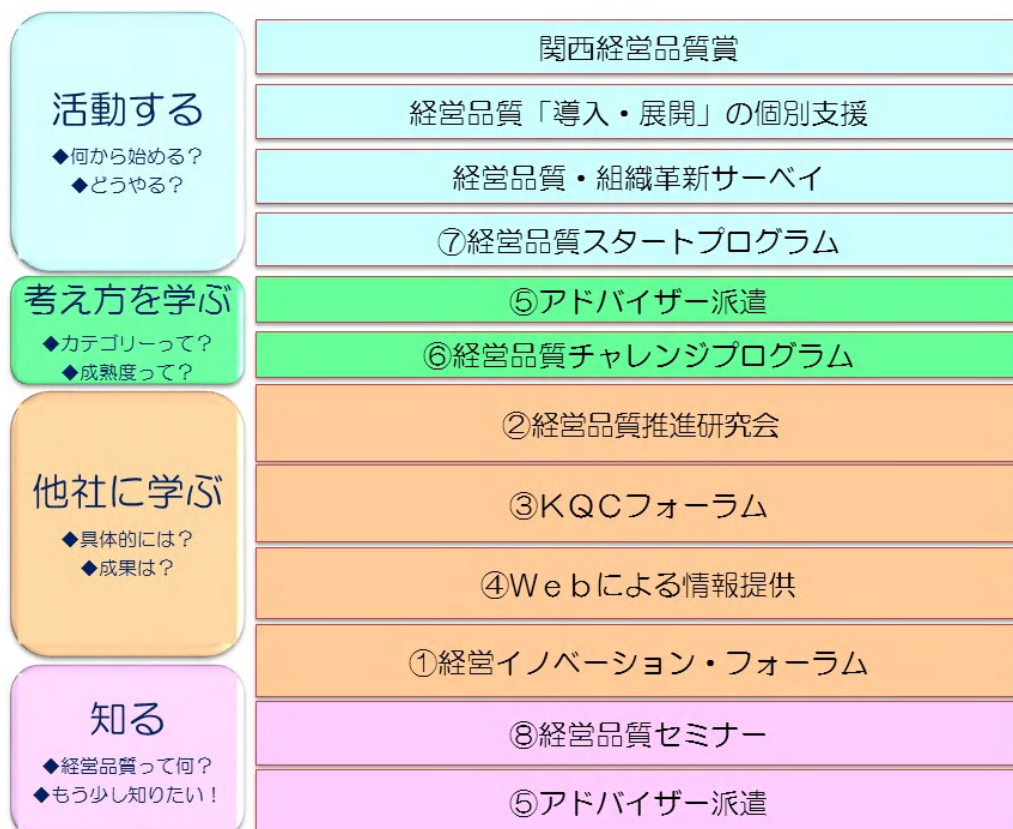 活動する
◆何から始める？
◆どうやる？
関西経営品質賞
経営品質「導入・展開」の個別支援
経営品質・組織革新サーベイ
⑦経営品質スタートプログラム
考え方を学ぶ
◆カテゴリーって？
◆成熟度って？
⑤アドバイザー派遣
⑥経営品質チャレンジプログラム
他社に学ぶ
◆具体的には？
◆成果は？
②経営品質推進研究会
③ＫＱＣフォーラム
④Ｗｅｂによる情報提供
①経営イノベーション・フォーラム
知る
◆経営品質って何？
◆もう少し知りたい！
⑧経営品質セミナー
⑤アドバイザー派遣